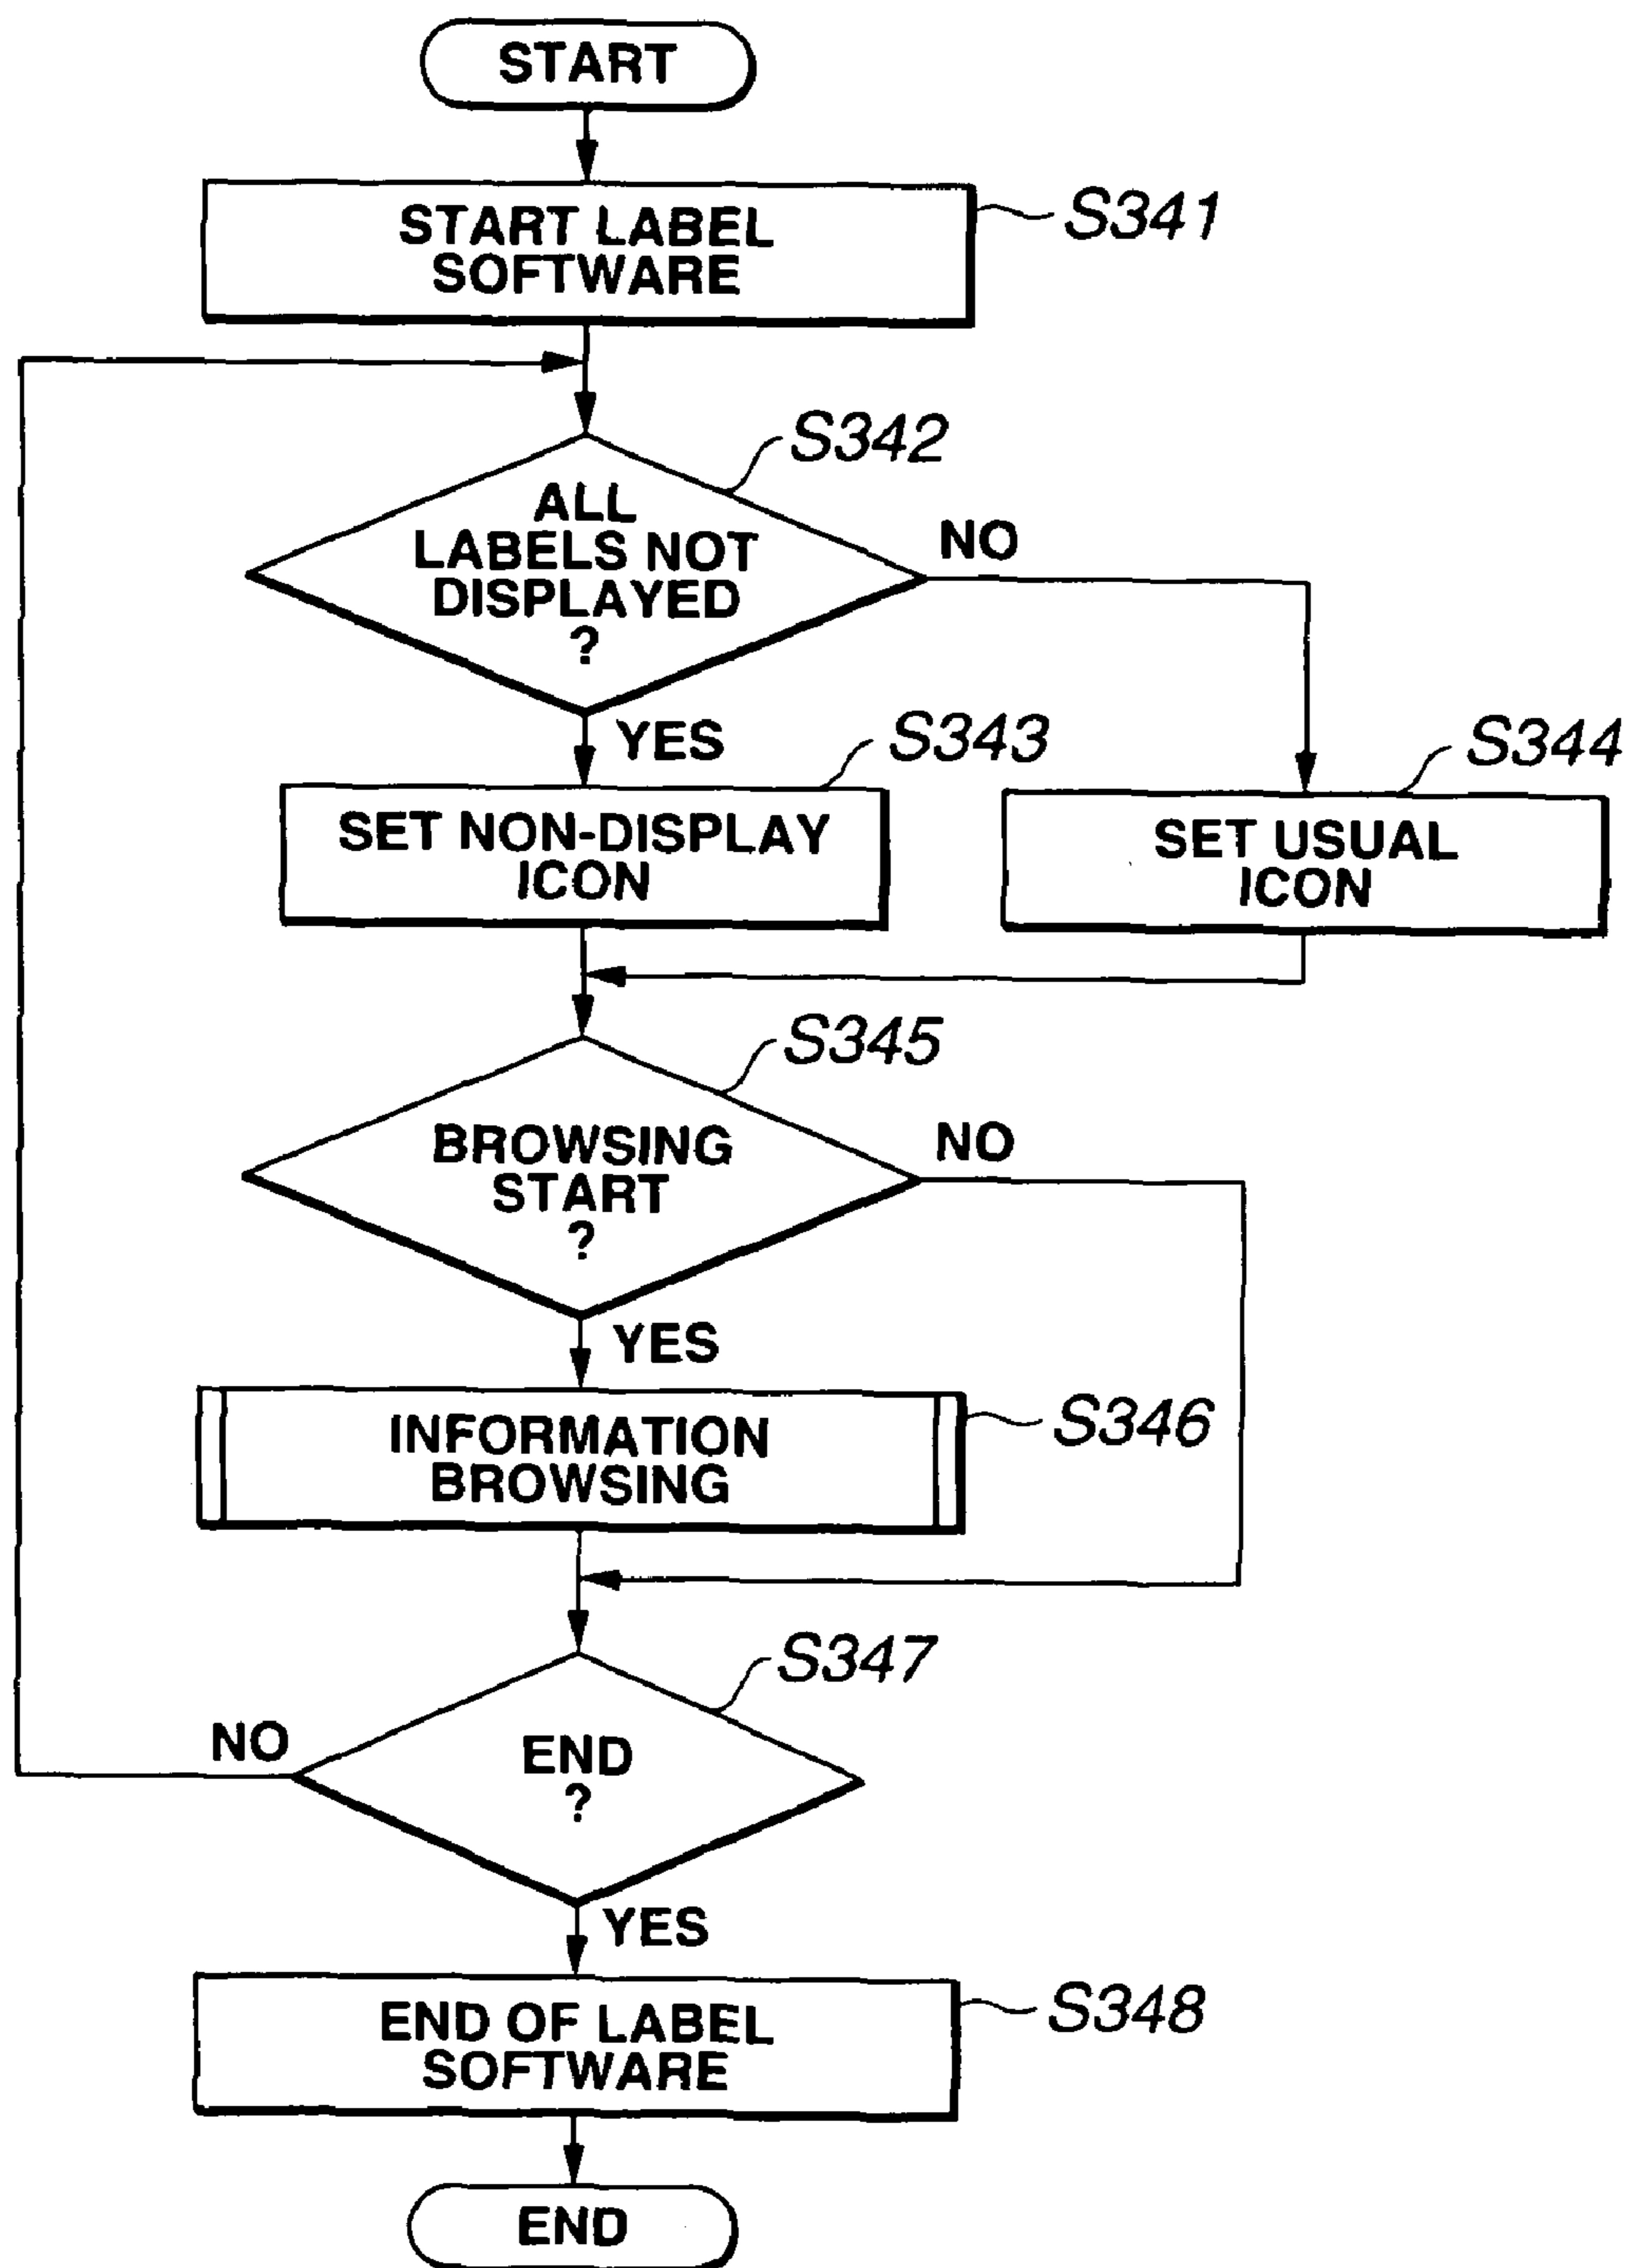 START
START LABEL
SOFTWARE
S341
S342
ALL
LABELS NOT
DISPLAYED
?
NO
YES
S343
SET NON-DISPLAY
ICON
S344
SET USUAL
ICON
S345
BROWSING
START
?
NO
YES
INFORMATION
BROWSING
S346
S347
NO
END
?
YES
END OF LABEL
SOFTWARE
S348
END